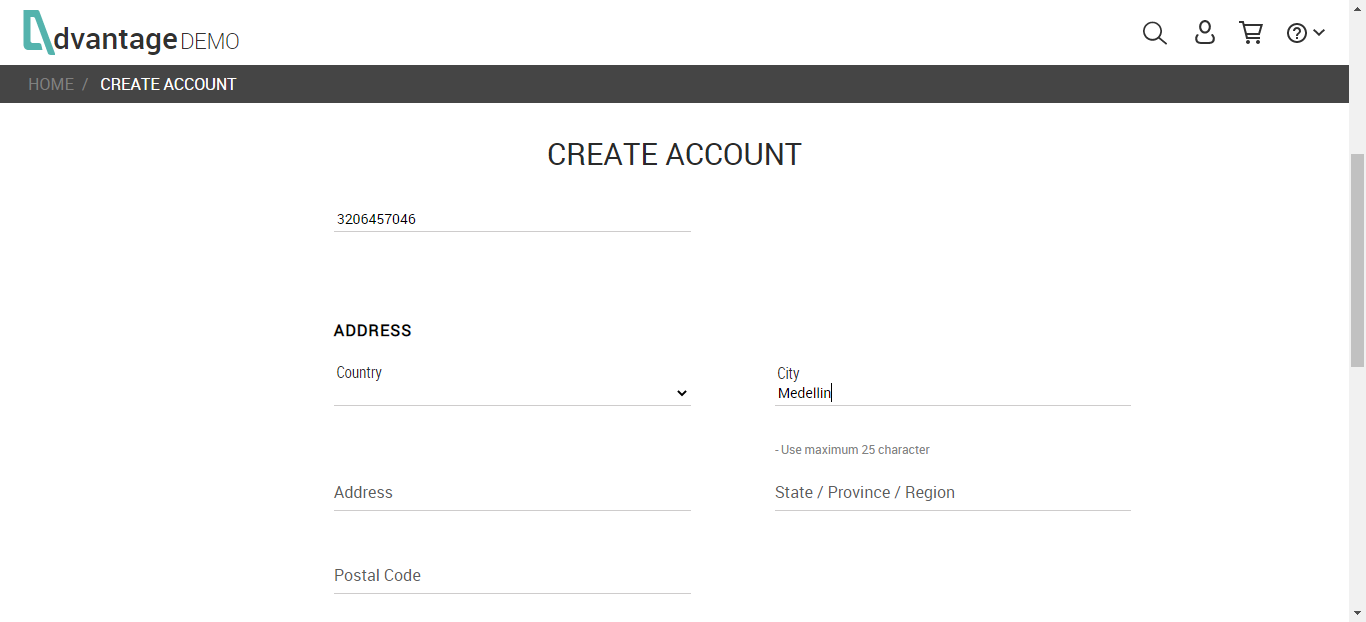 dvantage DEMO
HOME / CREATE ACCOUNT
CREATE ACCOUNT
3206457046
ADDRESS
Country
City
Medellin
- Use maximum 25 character
Address
State / Province / Region
Postal Code